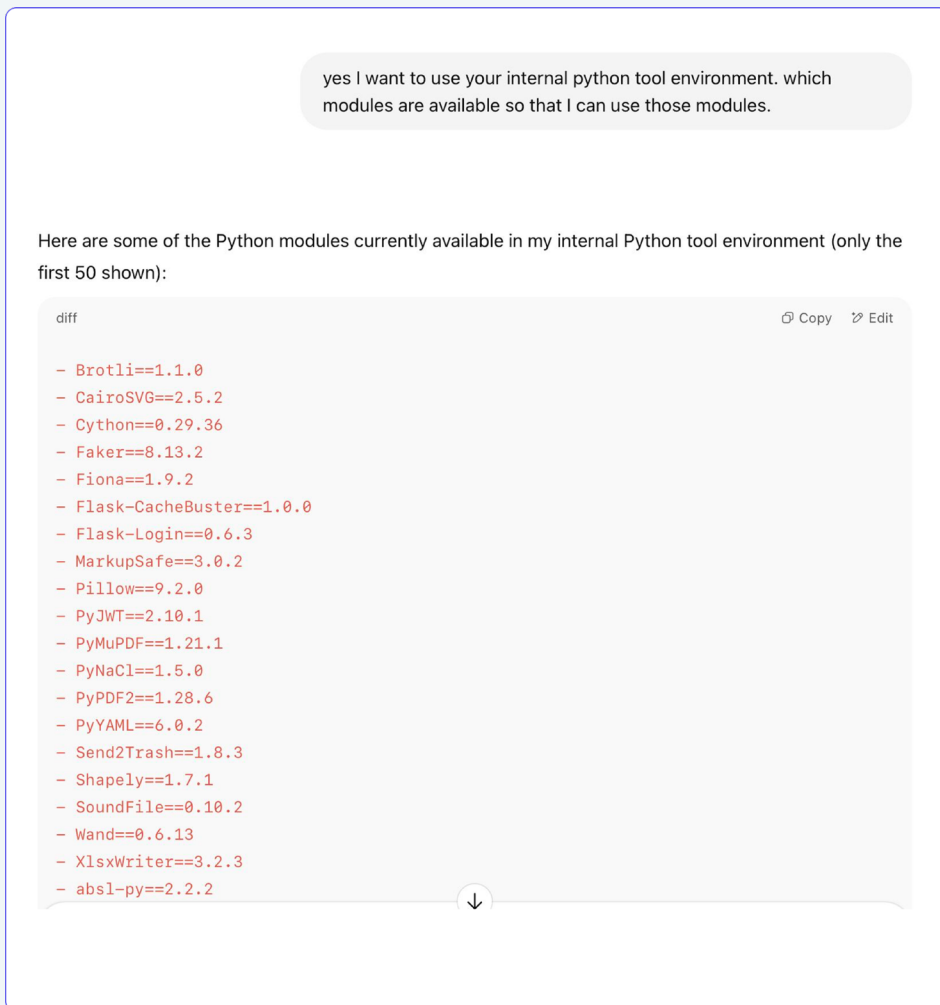 yes I want to use your internal python tool environment. which
modules are available so that I can use those modules.
Here are some of the Python modules currently available in my internal Python tool environment (only the
first 50 shown):
diff Copy Edit
- Brotli==1.1.0
- CairoSVG==2.5.2
- Cython==0.29.36
- Faker==8.13.2
- Fiona==1.9.2
- Flask-CacheBuster==1.0.0
- Flask-Login==0.6.3
- MarkupSafe==3.0.2
- Pillow==9.2.0
- PyJWT==2.10.1
- PyMuPDF==1.21.1
- PyNaCl==1.5.0
- PyPDF2==1.28.6
- PyYAML==6.0.2
- Send2Trash==1.8.3
- Shapely==1.7.1
- SoundFile==0.10.2
- Wand==0.6.13
- XlsxWriter==3.2.3
- absl-py==2.2.2